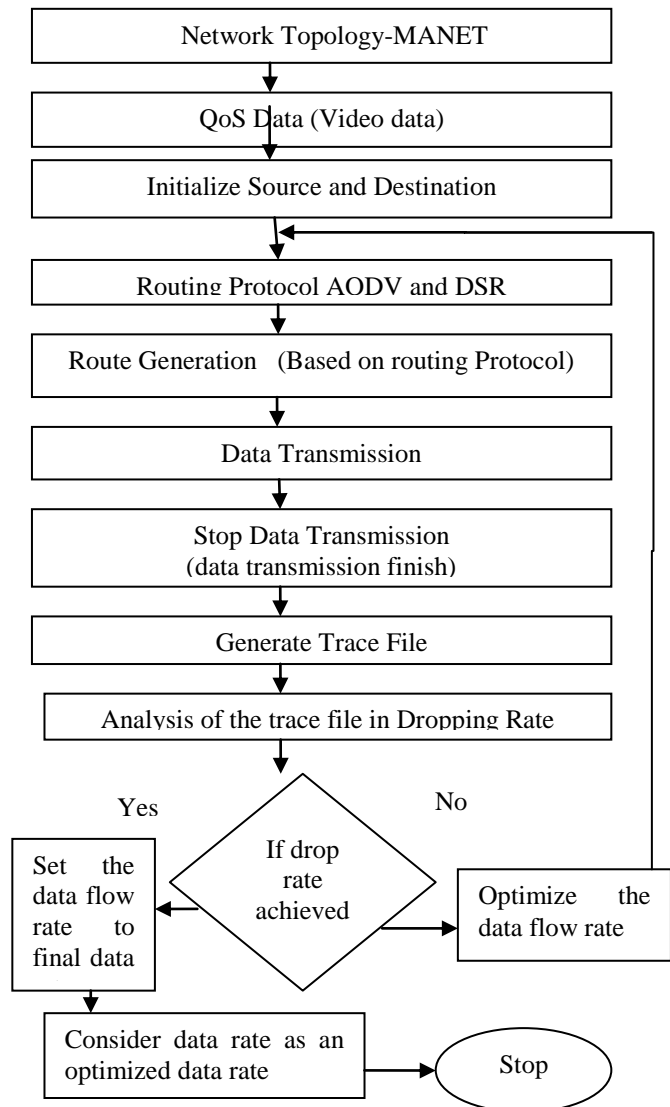 Network Topology-MANET
QoS Data (Video data)
Initialize Source and Destination
Routing Protocol AODV and DSR
Route Generation (Based on routing Protocol)
Data Transmission
Stop Data Transmission
(data transmission finish)
Generate Trace File
Analysis of the trace file in Dropping Rate
Yes
No
If drop
rate
achieved
Set the
data flow
rate to
final data
Optimize the
data flow rate
Consider data rate as an
optimized data rate
Stop